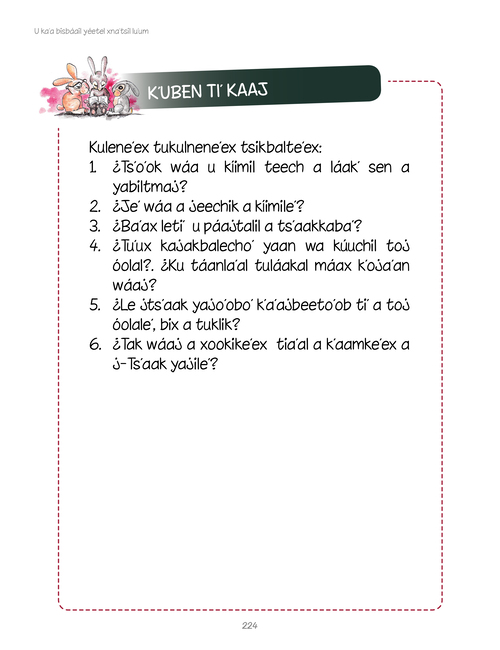 U ka'a bisbáail yéetel xna'tsil lu'um
K'UBEN TI' KAAJ
Kulene'ex tukulnene'ex tsikbalte'ex:
1. ¿Ts'o'ok wáa u kíimil teech a láak' sen a
yabiltmaj?
2. ¿Je' wáa a jeechik a kíimile'?
3. ¿Ba'ax leti' u páajtalil a ts'aakkaba'?
4. ¿Tu'ux kajakbalecho' yaan wa kúuchil toj
óolal?. ¿Ku táanla'al tuláakal máax k'oja'an
wáaj?
5. ¿Le jts'aak yajo'obo' k'a'ajbeeto'ob ti' a toj
óolale', bix a tuklik?
6. ¿Tak wáaj a xookike'ex tia'al a k'aamke'ex a
j-Ts'aak yajile'?
224